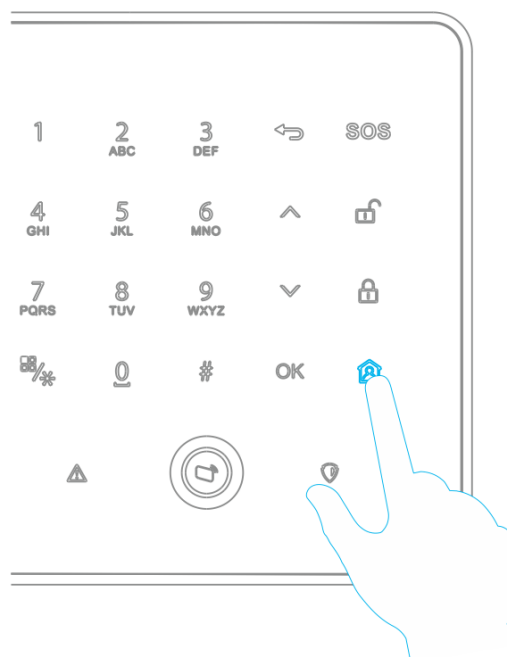 1 2 3 SOS
ABC DEF
4 5 6
GHI JKL MNO
7 8 9
PQRS TUV WXYZ
/* 0 # OK